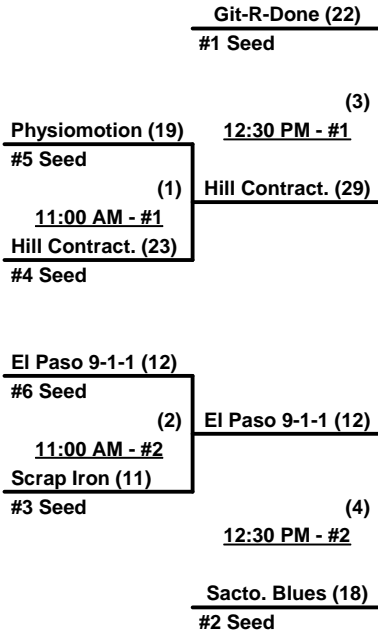 Git-R-Done (22)
#1 Seed
(3)
Physiomotion (19)
12:30 PM - #1
#5 Seed
(1)
Hill Contract. (29)
11:00 AM - #1
Hill Contract. (23)
#4 Seed
El Paso 9-1-1 (12)
#6 Seed
(2)
El Paso 9-1-1 (12)
11:00 AM - #2
Scrap Iron (11)
#3 Seed
(4)
12:30 PM - #2
Sacto. Blues (18)
#2 Seed